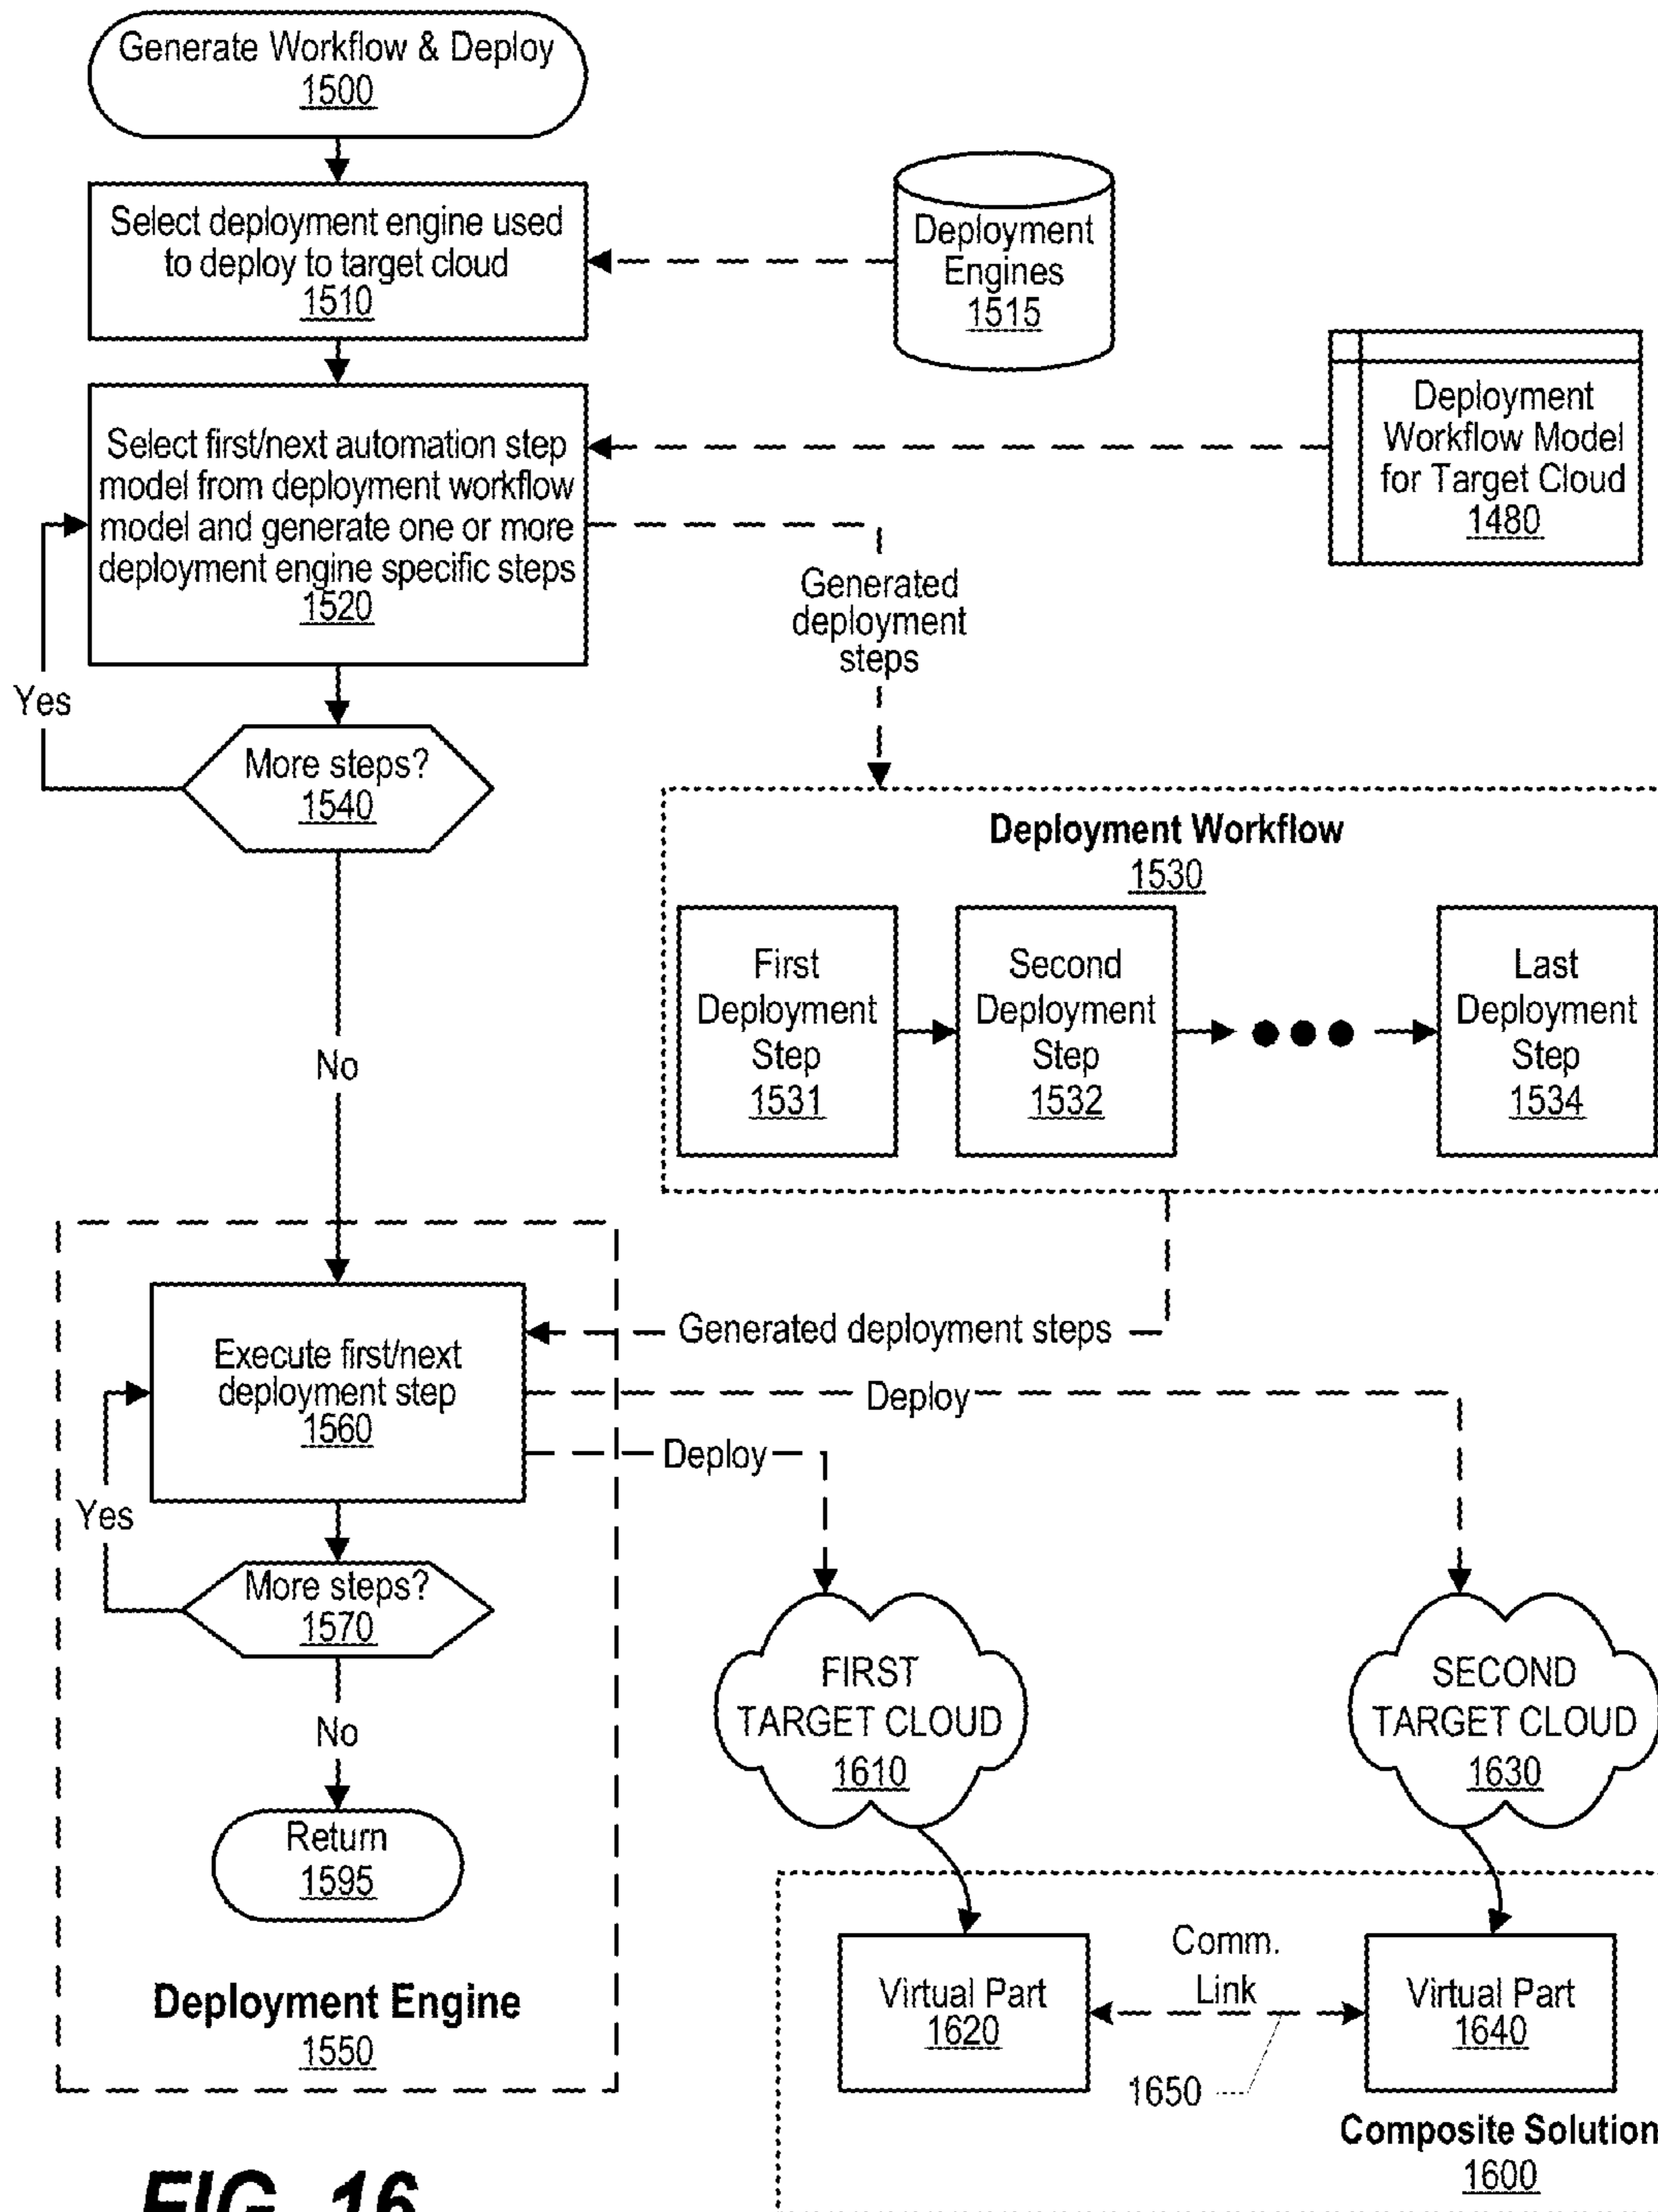 Generate Workflow & Deploy
1500
Select deployment engine used
to deploy to target cloud
1510
Deployment
Engines
1515
Select first/next automation step
model from deployment workflow
model and generate one or more
deployment engine specific steps
1520
Deployment
Workflow Model
for Target Cloud
1480
Generated
deployment
steps
Yes
More steps?
1540
No
Deployment Workflow
1530
First
Deployment
Step
1531
Second
Deployment
Step
1532
Last
Deployment
Step
1534
Generated deployment steps
Execute first/next
deployment step
1560
Deploy
Deploy
Yes
More steps?
1570
No
Return
1595
Deployment Engine
1550
FIRST
TARGET CLOUD
1610
SECOND
TARGET CLOUD
1630
Virtual Part
1620
Comm.
Link
1650
Virtual Part
1640
Composite Solution
1600
FIG. 16